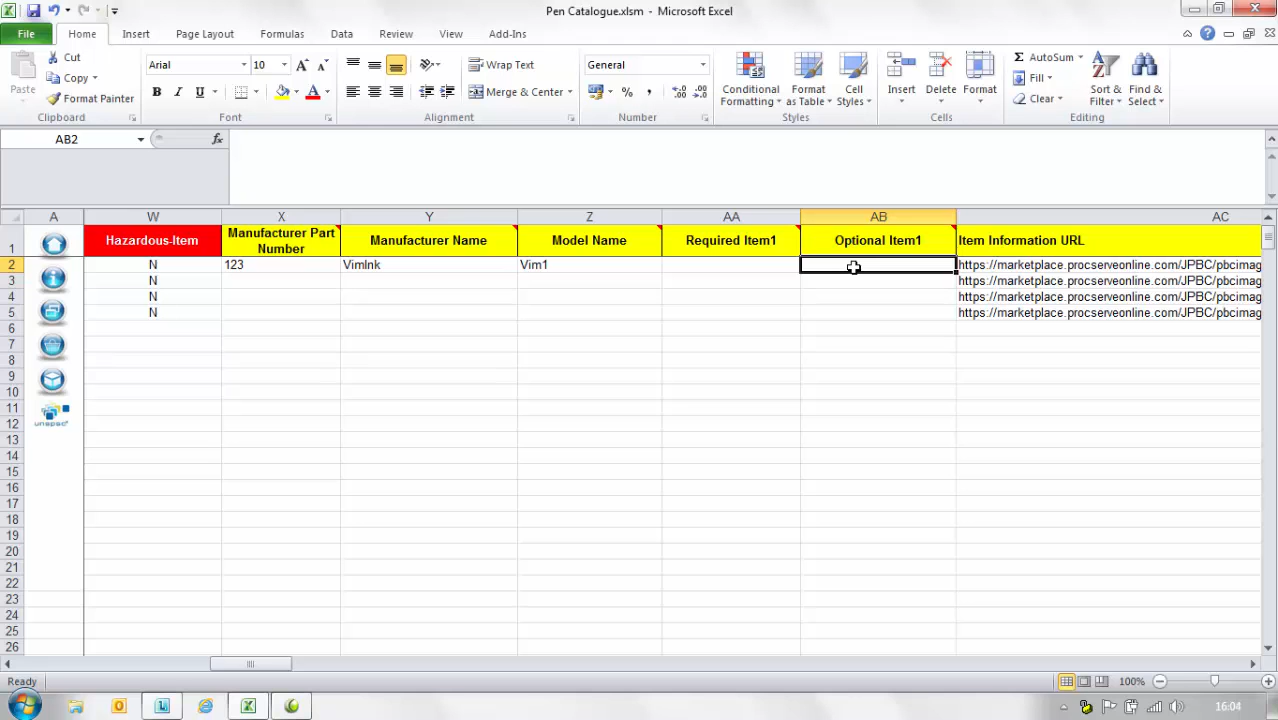 Pen Catalogue.xlsm - Microsoft Excel
File Home Insert Page Layout Formulas Data Review View Add-Ins
Paste
Cut
Copy
Format Painter
Clipboard
Arial 10
B I U
Font
Wrap Text
Merge & Center
Alignment
General
% ,
Number
Conditional Formatting
Format as Table
Cell Styles
Styles
Insert
Delete
Format
Cells
AutoSum
Fill
Clear
Sort & Filter
Find & Select
Editing
AB2 fx
A W X Y Z AA AB AC
1 Hazardous-Item Manufacturer Part Number Manufacturer Name Model Name Required Item1 Optional Item1 Item Information URL
2 N 123 VimInk Vim1 https://marketplace.procserveonline.com/JPBC/pbcimag
3 N https://marketplace.procserveonline.com/JPBC/pbcimag
4 N https://marketplace.procserveonline.com/JPBC/pbcimag
5 N https://marketplace.procserveonline.com/JPBC/pbcimag
6
7
8
9
10
11
12 unspsc
13
14
15
16
17
18
19
20
21
22
23
24
25
26
Ready 100%
16:04